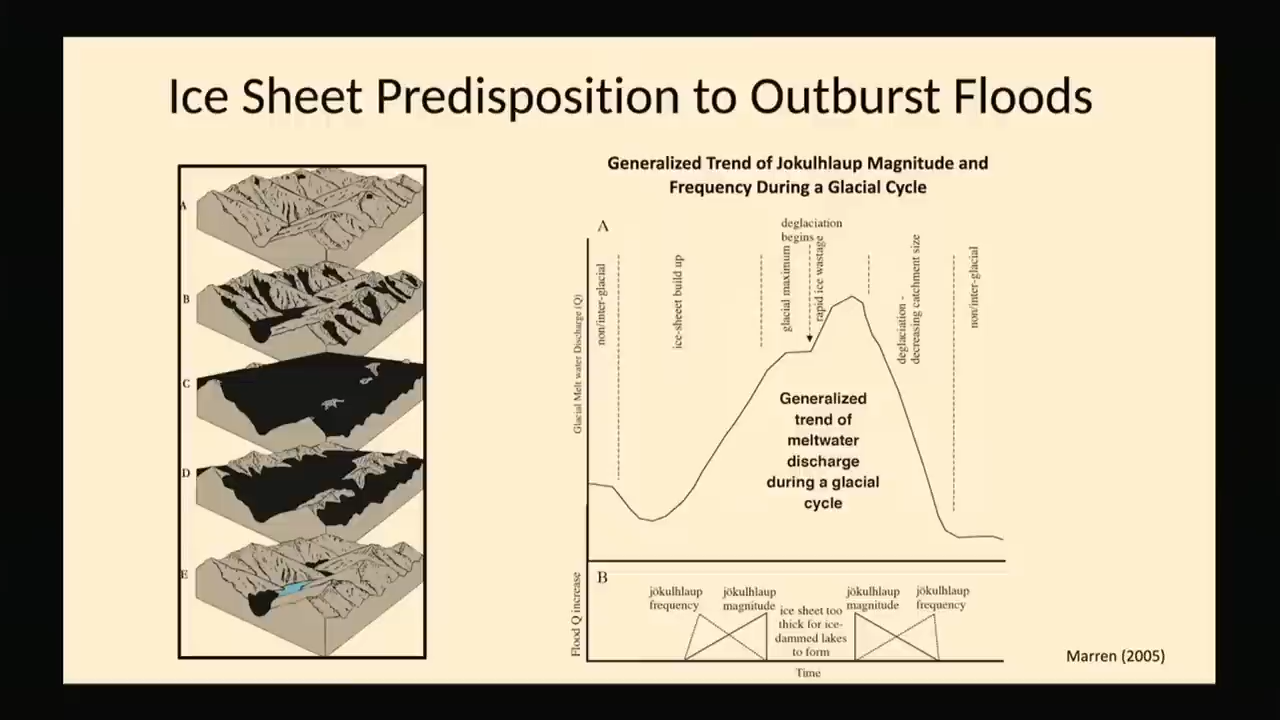 Ice Sheet Predisposition to Outburst Floods
A
B
C
D
E
Generalized Trend of Jokulhlaup Magnitude and
Frequency During a Glacial Cycle
A
Glacial Melt water Discharge (Q)
non/inter-glacial
ice-sheeet build up
glacial maximum
deglaciation
begins
rapid ice wastage
deglaciation -
decreasing catchment size
non/inter-glacial
Generalized
trend of
meltwater
discharge
during a glacial
cycle
B
Flood Q increase
jökulhlaup
frequency
jökulhlaup
magnitude
ice sheet too
thick for ice-
dammed lakes
to form
jökulhlaup
magnitude
jökulhlaup
frequency
Time
Marren (2005)